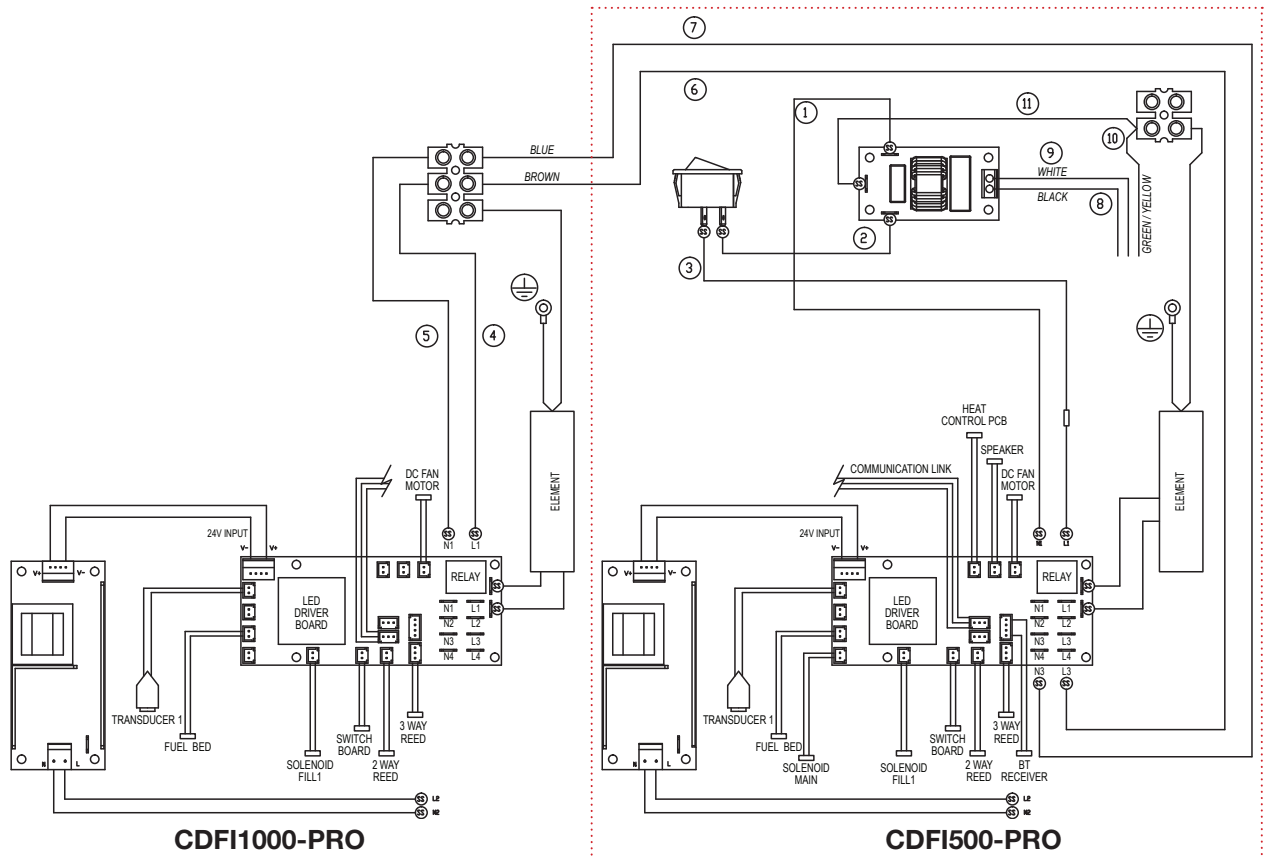 7
6
1
11
10
BLUE
BROWN
9
WHITE
BLACK
8
GREEN / YELLOW
2
3
5
4
HEAT
CONTROL PCB
SPEAKER
DC FAN
MOTOR
COMMUNICATION LINK
DC FAN
MOTOR
ELEMENT
ELEMENT
24V INPUT
V-
V+
N1
L1
24V INPUT
V-
V+
N1
L1
V+
V-
RELAY
LED
DRIVER
BOARD
N1
L1
N2
L2
N3
L3
N4
L4
V+
V-
RELAY
LED
DRIVER
BOARD
N1
L1
N2
L2
N3
L3
N4
L4
N3
L3
TRANSDUCER 1
FUEL BED
SOLENOID
FILL1
SWITCH
BOARD
2 WAY
REED
3 WAY
REED
N
L
L2
N2
TRANSDUCER 1
FUEL BED
SOLENOID
MAIN
SOLENOID
FILL1
SWITCH
BOARD
2 WAY
REED
3 WAY
REED
BT
RECEIVER
N
L
L2
N2
CDFI1000-PRO
CDFI500-PRO